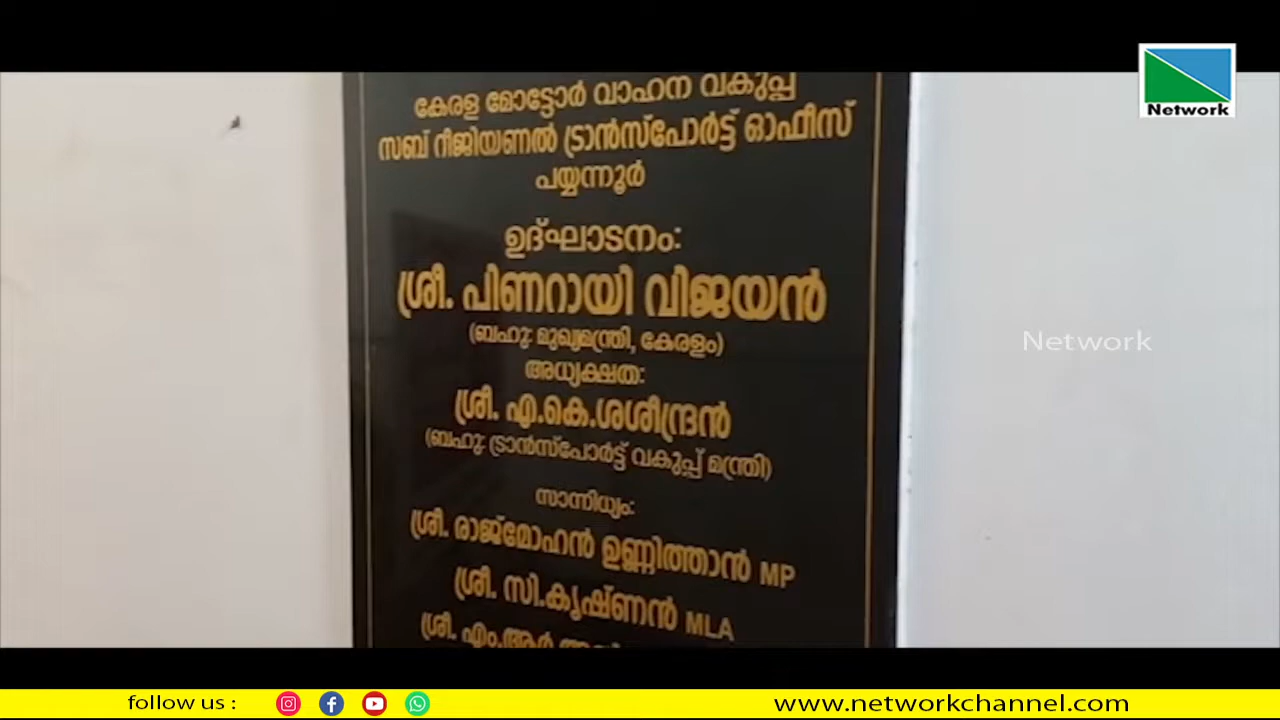 Network
കേരള മോട്ടോർ വാഹന വകുപ്പ്
സബ് റീജിയണൽ ട്രാൻസ്പോർട്ട് ഓഫീസ്
പയ്യന്നൂർ
ഉദ്ഘാടനം:
ശ്രീ. പിണറായി വിജയൻ
(ബഹു: മുഖ്യമന്ത്രി, കേരളം)
Network
അധ്യക്ഷത:
ശ്രീ. എ.കെ.ശശീന്ദ്രൻ
(ബഹു: ട്രാൻസ്പോർട്ട് വകുപ്പ് മന്ത്രി)
സാന്നിധ്യം:
ശ്രീ. രാജ്മോഹൻ ഉണ്ണിത്താൻ MP
ശ്രീ. സി.കൃഷ്ണൻ MLA
ശ്രീ. എം.ആർ
follow us :
www.networkchannel.com